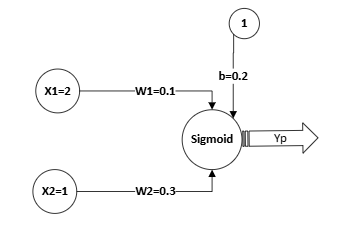 1
b=0.2
X1=2
W1=0.1
Sigmoid
Yp
X2=1
W2=0.3